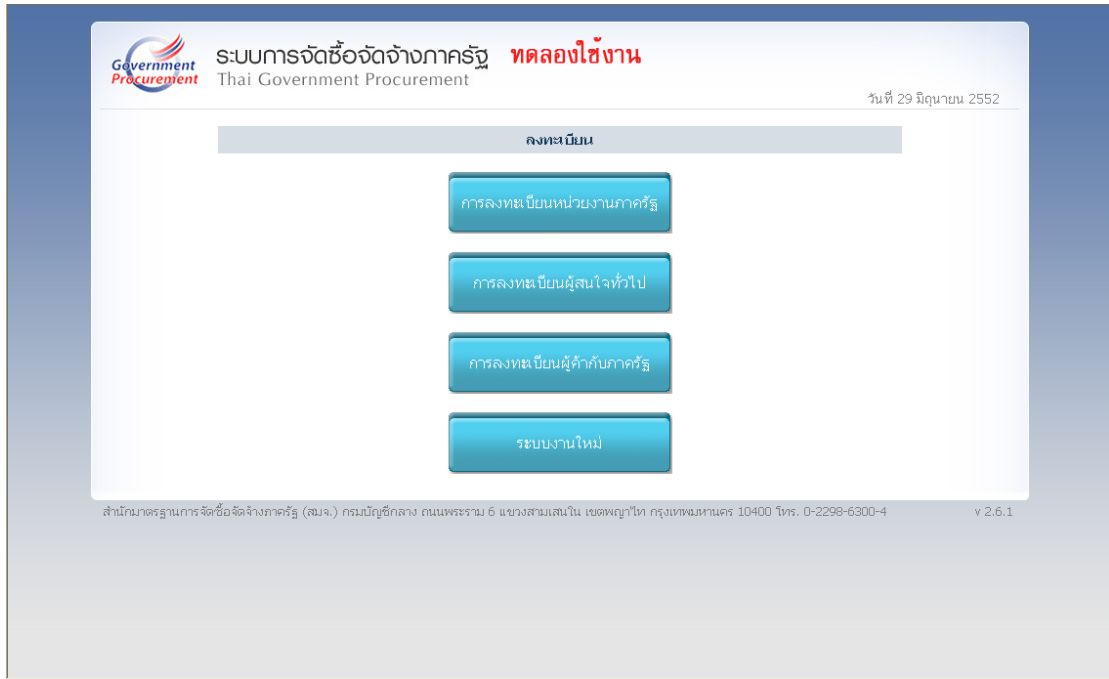 Government
Procurement
ระบบการจัดซื้อจัดจ้างภาครัฐ ทดลองใช้งาน
Thai Government Procurement
วันที่ 29 มิถุนายน 2552
ลงทะเบียน
การลงทะเบียนหน่วยงานภาครัฐ
การลงทะเบียนผู้สนใจทั่วไป
การลงทะเบียนผู้ค้ากับภาครัฐ
ระบบงานใหม่
สำนักมาตรฐานการจัดซื้อจัดจ้างภาครัฐ (สมจ.) กรมบัญชีกลาง ถนนพระราม 6 แขวงสามเสนใน เขตพญาไท กรุงเทพมหานคร 10400 โทร. 0-2298-6300-4 v 2.6.1